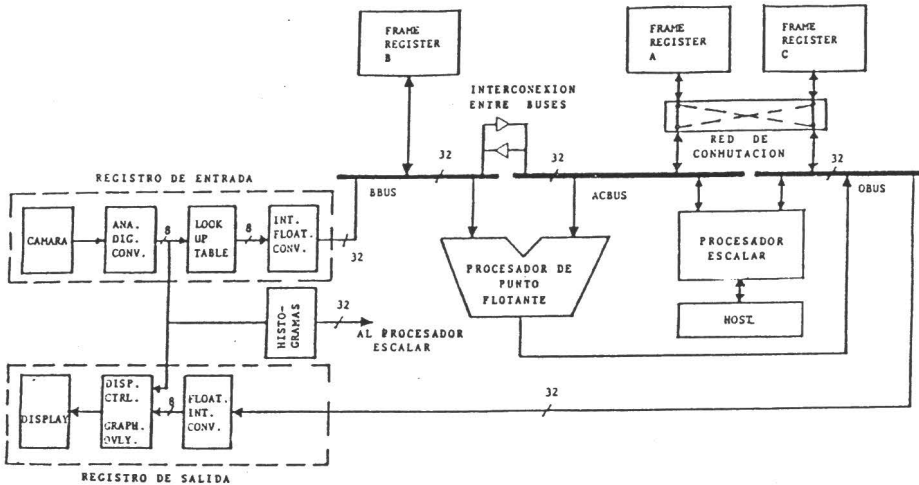 FRAME
REGISTER
B
FRAME
REGISTER
A
FRAME
REGISTER
C
INTERCONEXION
ENTRE BUSES
RED DE
CONMUTACION
32
32
32
BBUS
ACBUS
OBUS
REGISTRO DE ENTRADA
CAMARA
ANA.
DIG.
CONV.
8
LOOK
UP
TABLE
8
INT.
FLOAT.
CONV.
32
PROCESADOR DE
PUNTO
FLOTANTE
PROCESADOR
ESCALAR
HOST
HISTO-
GRAMAS
32
AL PROCESADOR
ESCALAR
DISPLAY
DISP.
CTRL.
GRAPH.
OVLY.
8
FLOAT.
INT.
CONV.
32
REGISTRO DE SALIDA